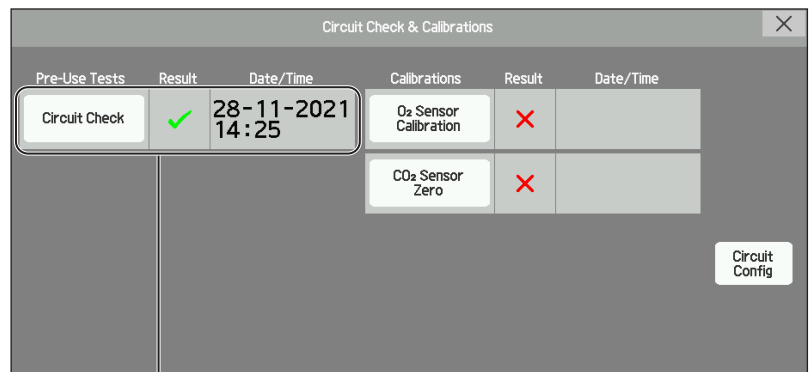 Circuit Check & Calibrations
Pre-Use Tests Result Date/Time Calibrations Result Date/Time
Circuit Check 28-11-2021 14:25
O₂ Sensor
Calibration
CO₂ Sensor
Zero
Circuit
Config